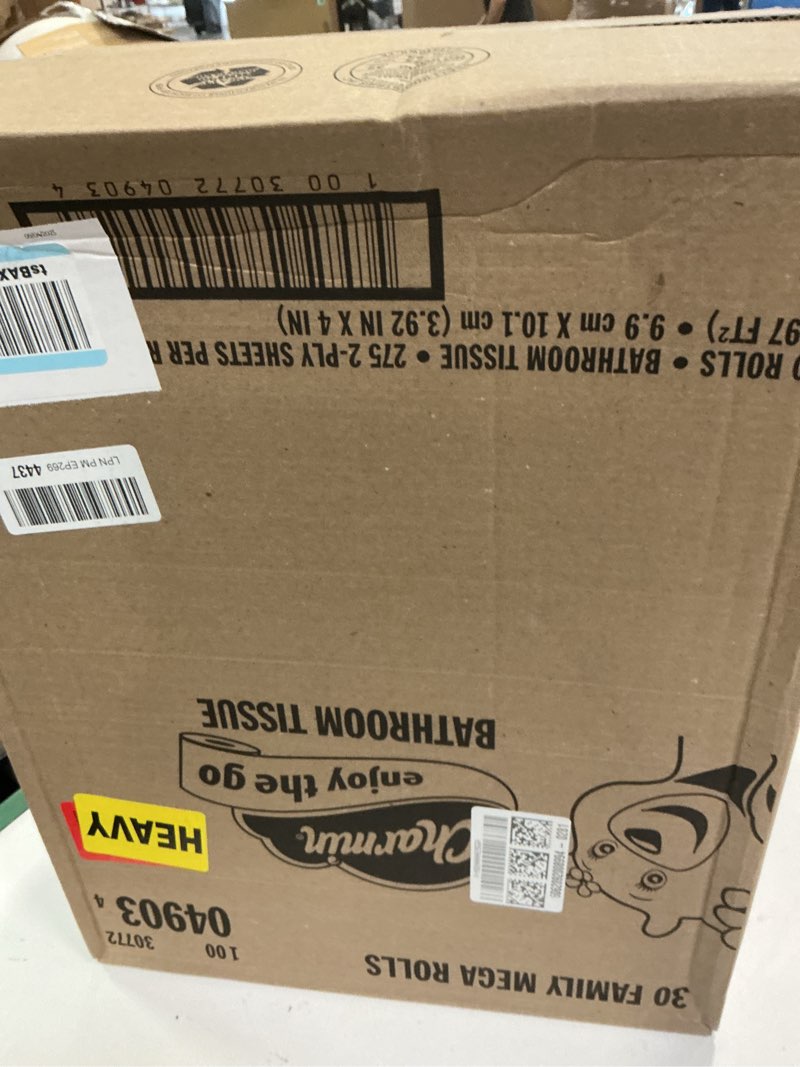 30 FAMILY MEGA ROLLS
1 00
30772
04903 4
HEAVY
Charmin
enjoy the go
BATHROOM TISSUE
LPN PM EP269 4437
tsBAX
0 ROLLS • BATHROOM TISSUE • 275 2-PLY SHEETS PER R
97 FT²) • 9.9 cm X 10.1 cm (3.92 IN X 4 IN)
1 00 30772 04903 4